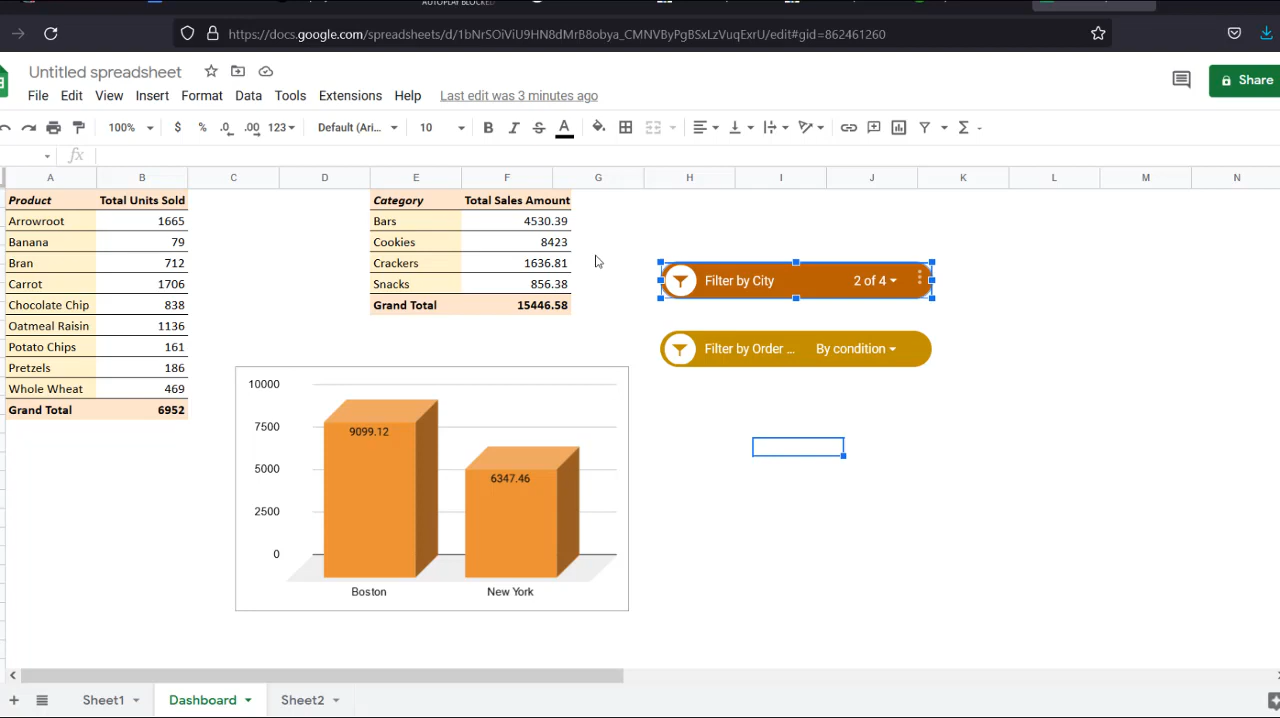 AUTOPLAY BLOCKED
https://docs.google.com/spreadsheets/d/1bNrSOiViU9HN8dMrB8obya_CMNVByPgBSxLzVuqExrU/edit#gid=862461260
Untitled spreadsheet
File Edit View Insert Format Data Tools Extensions Help Last edit was 3 minutes ago
Share
100% $ % .0 .00 123 Default (Ari... 10 B I S A
fx
A B C D E F G H I J K L M N
Product Total Units Sold Category Total Sales Amount
Arrowroot 1665 Bars 4530.39
Banana 79 Cookies 8423
Bran 712 Crackers 1636.81
Carrot 1706 Snacks 856.38
Chocolate Chip 838 Grand Total 15446.58
Oatmeal Raisin 1136
Potato Chips 161
Pretzels 186
Whole Wheat 469
Grand Total 6952
Filter by City 2 of 4
Filter by Order ... By condition
10000
7500
5000
2500
0
9099.12
6347.46
Boston New York
Sheet1 Dashboard Sheet2